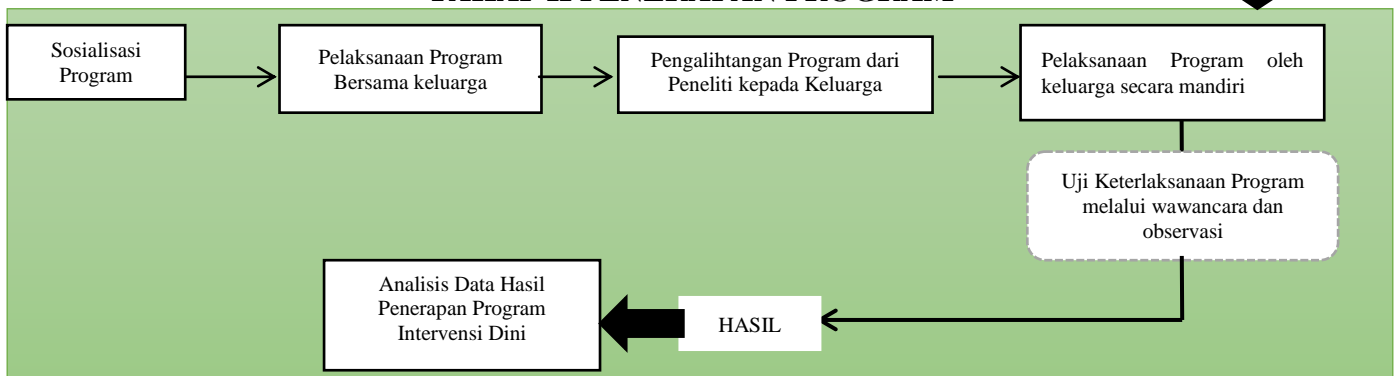 PROGRAM
Sosialisasi
Program
Pelaksanaan Program
Bersama keluarga
Pengalihtangan Program dari
Peneliti kepada Keluarga
Pelaksanaan Program oleh
keluarga secara mandiri
Uji Keterlaksanaan Program
melalui wawancara dan
observasi
HASIL
Analisis Data Hasil
Penerapan Program
Intervensi Dini